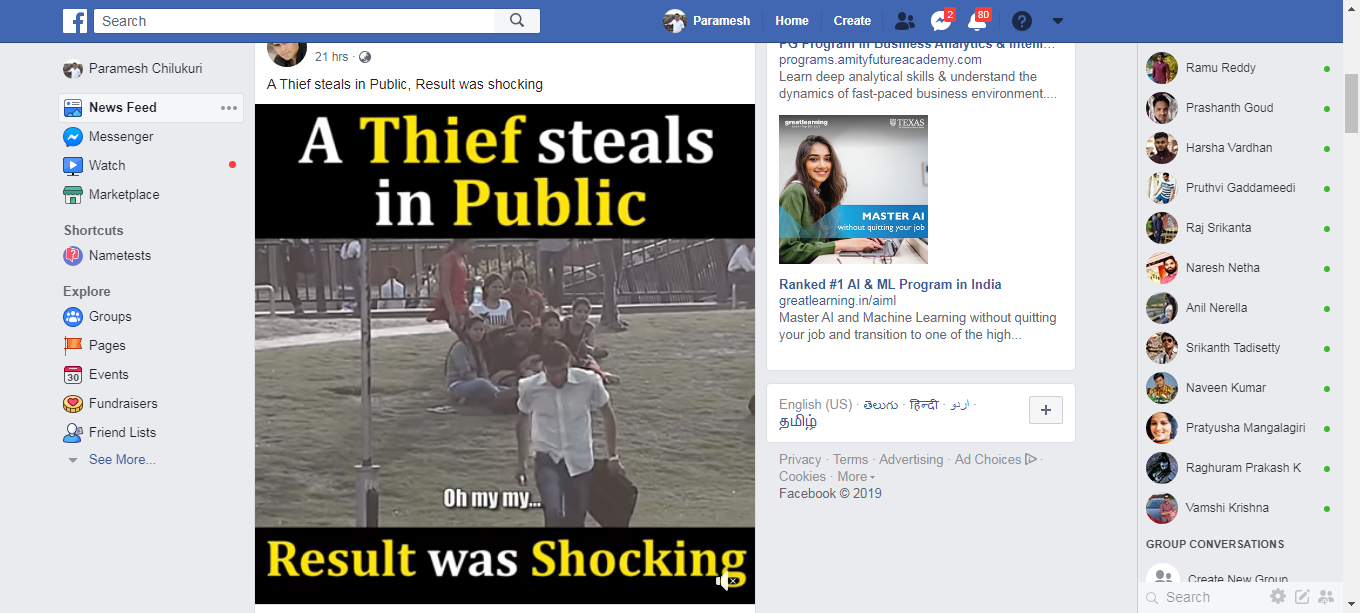 Search
Paramesh
Home
Create
2
80
Paramesh Chilukuri
News Feed
Messenger
Watch
Marketplace
Shortcuts
Nametests
Explore
Groups
Pages
30
Events
Fundraisers
Friend Lists
See More...
21 hrs ·
A Thief steals in Public, Result was shocking
A Thief steals
in Public
Oh my my...
Result was Shocking
PG Program in Business Analytics & Intelli...
programs.amityfutureacademy.com
Learn deep analytical skills & understand the
dynamics of fast-paced business environment....
greatlearning
TEXAS
MASTER AI
without quitting your job
Ranked #1 AI & ML Program in India
greatlearning.in/aiml
Master AI and Machine Learning without quitting
your job and transition to one of the high...
English (US) · తెలుగు · हिन्दी · اردو ·
தமிழ்
Privacy · Terms · Advertising · Ad Choices ·
Cookies · More
Facebook © 2019
Ramu Reddy
Prashanth Goud
Harsha Vardhan
Pruthvi Gaddameedi
Raj Srikanta
Naresh Netha
Anil Nerella
Srikanth Tadisetty
Naveen Kumar
Pratyusha Mangalagiri
Raghuram Prakash K
Vamshi Krishna
GROUP CONVERSATIONS
Create New Group
Search